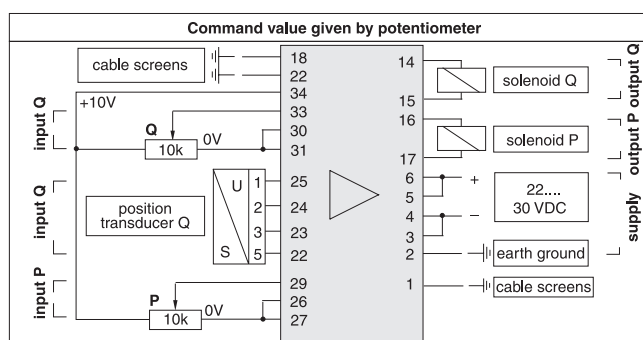 Command value given by potentiometer
cable screens
18
22
34
+10V
33
input Q
Q
0V
30
10k
31
input Q
position
transducer Q
U
S
1
2
3
5
25
24
23
22
input P
P
0V
29
26
10k
27
14
15
solenoid Q
output Q
16
17
solenoid P
output P
6
+
5
4
–
3
22....
30 VDC
supply
2
earth ground
1
cable screens